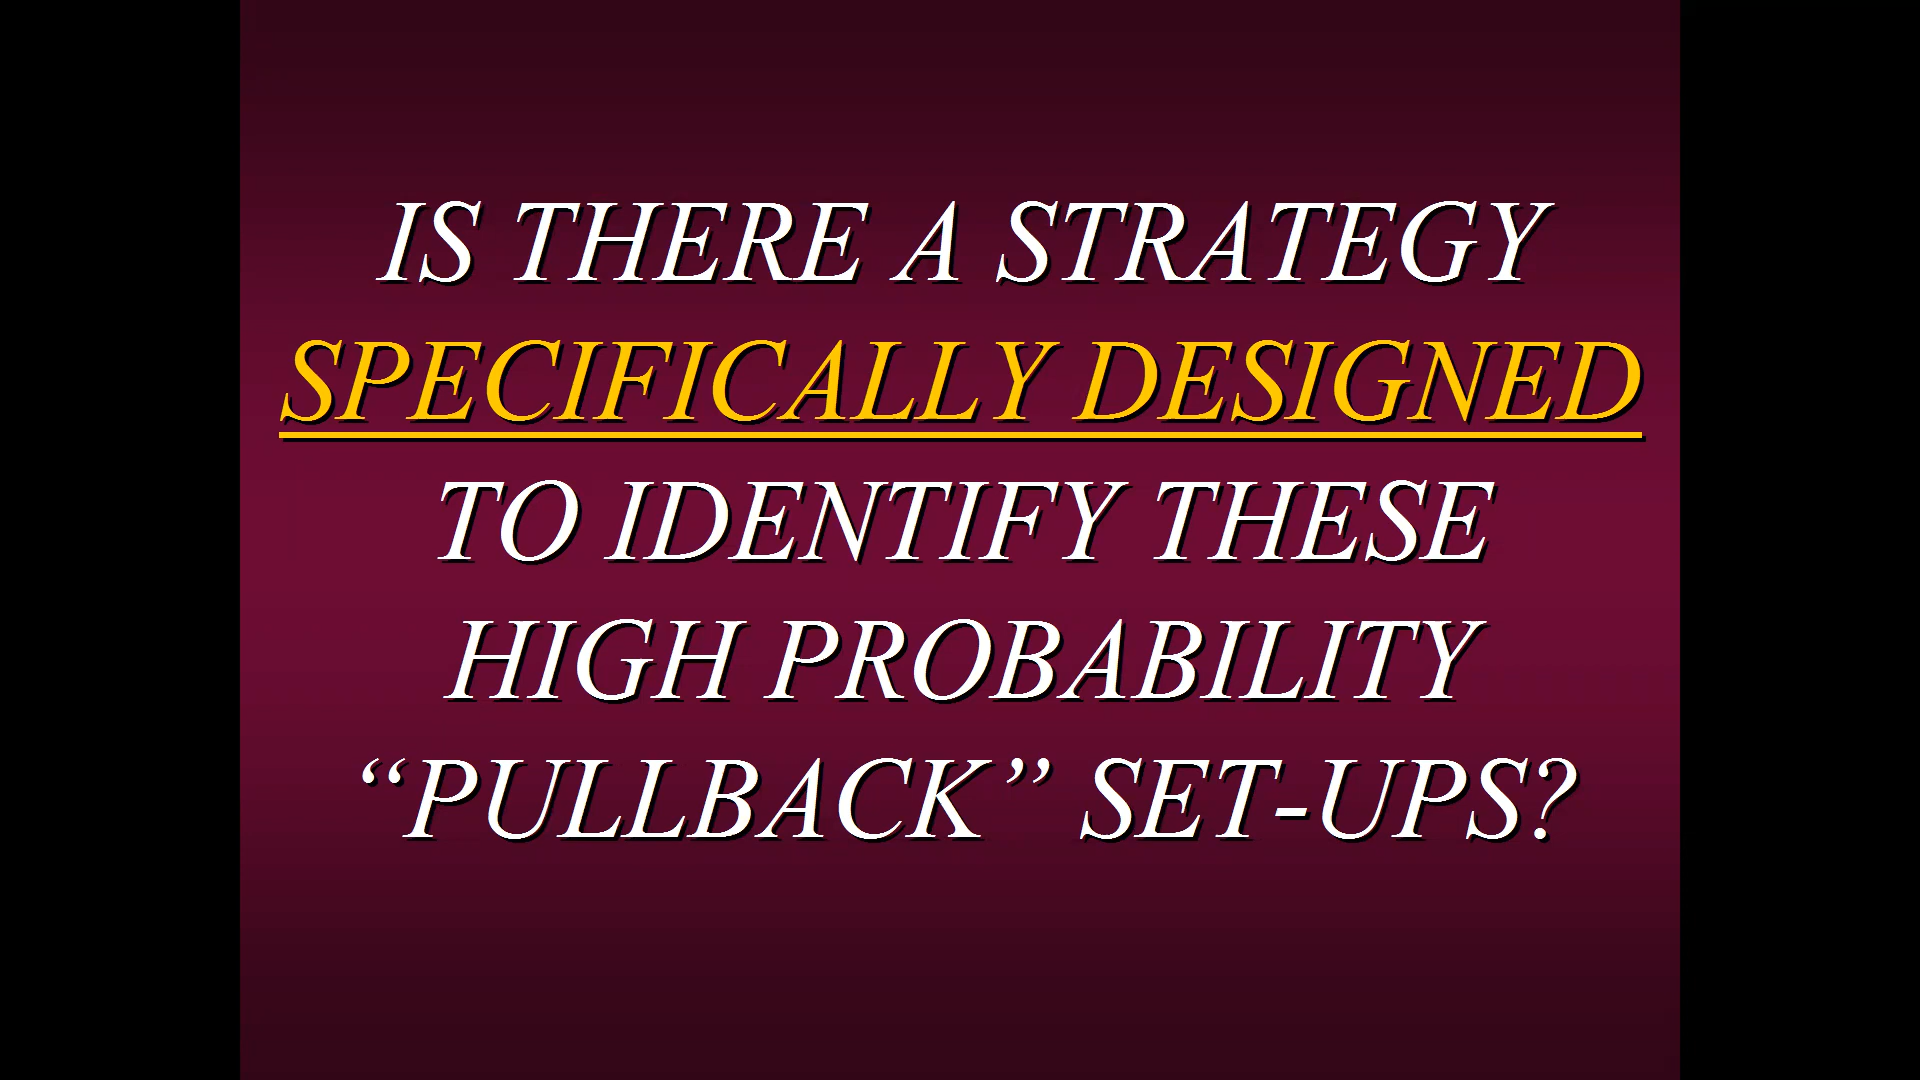 IS THERE A STRATEGY
SPECIFICALLY DESIGNED
TO IDENTIFY THESE
HIGH PROBABILITY
“PULLBACK” SET-UPS?